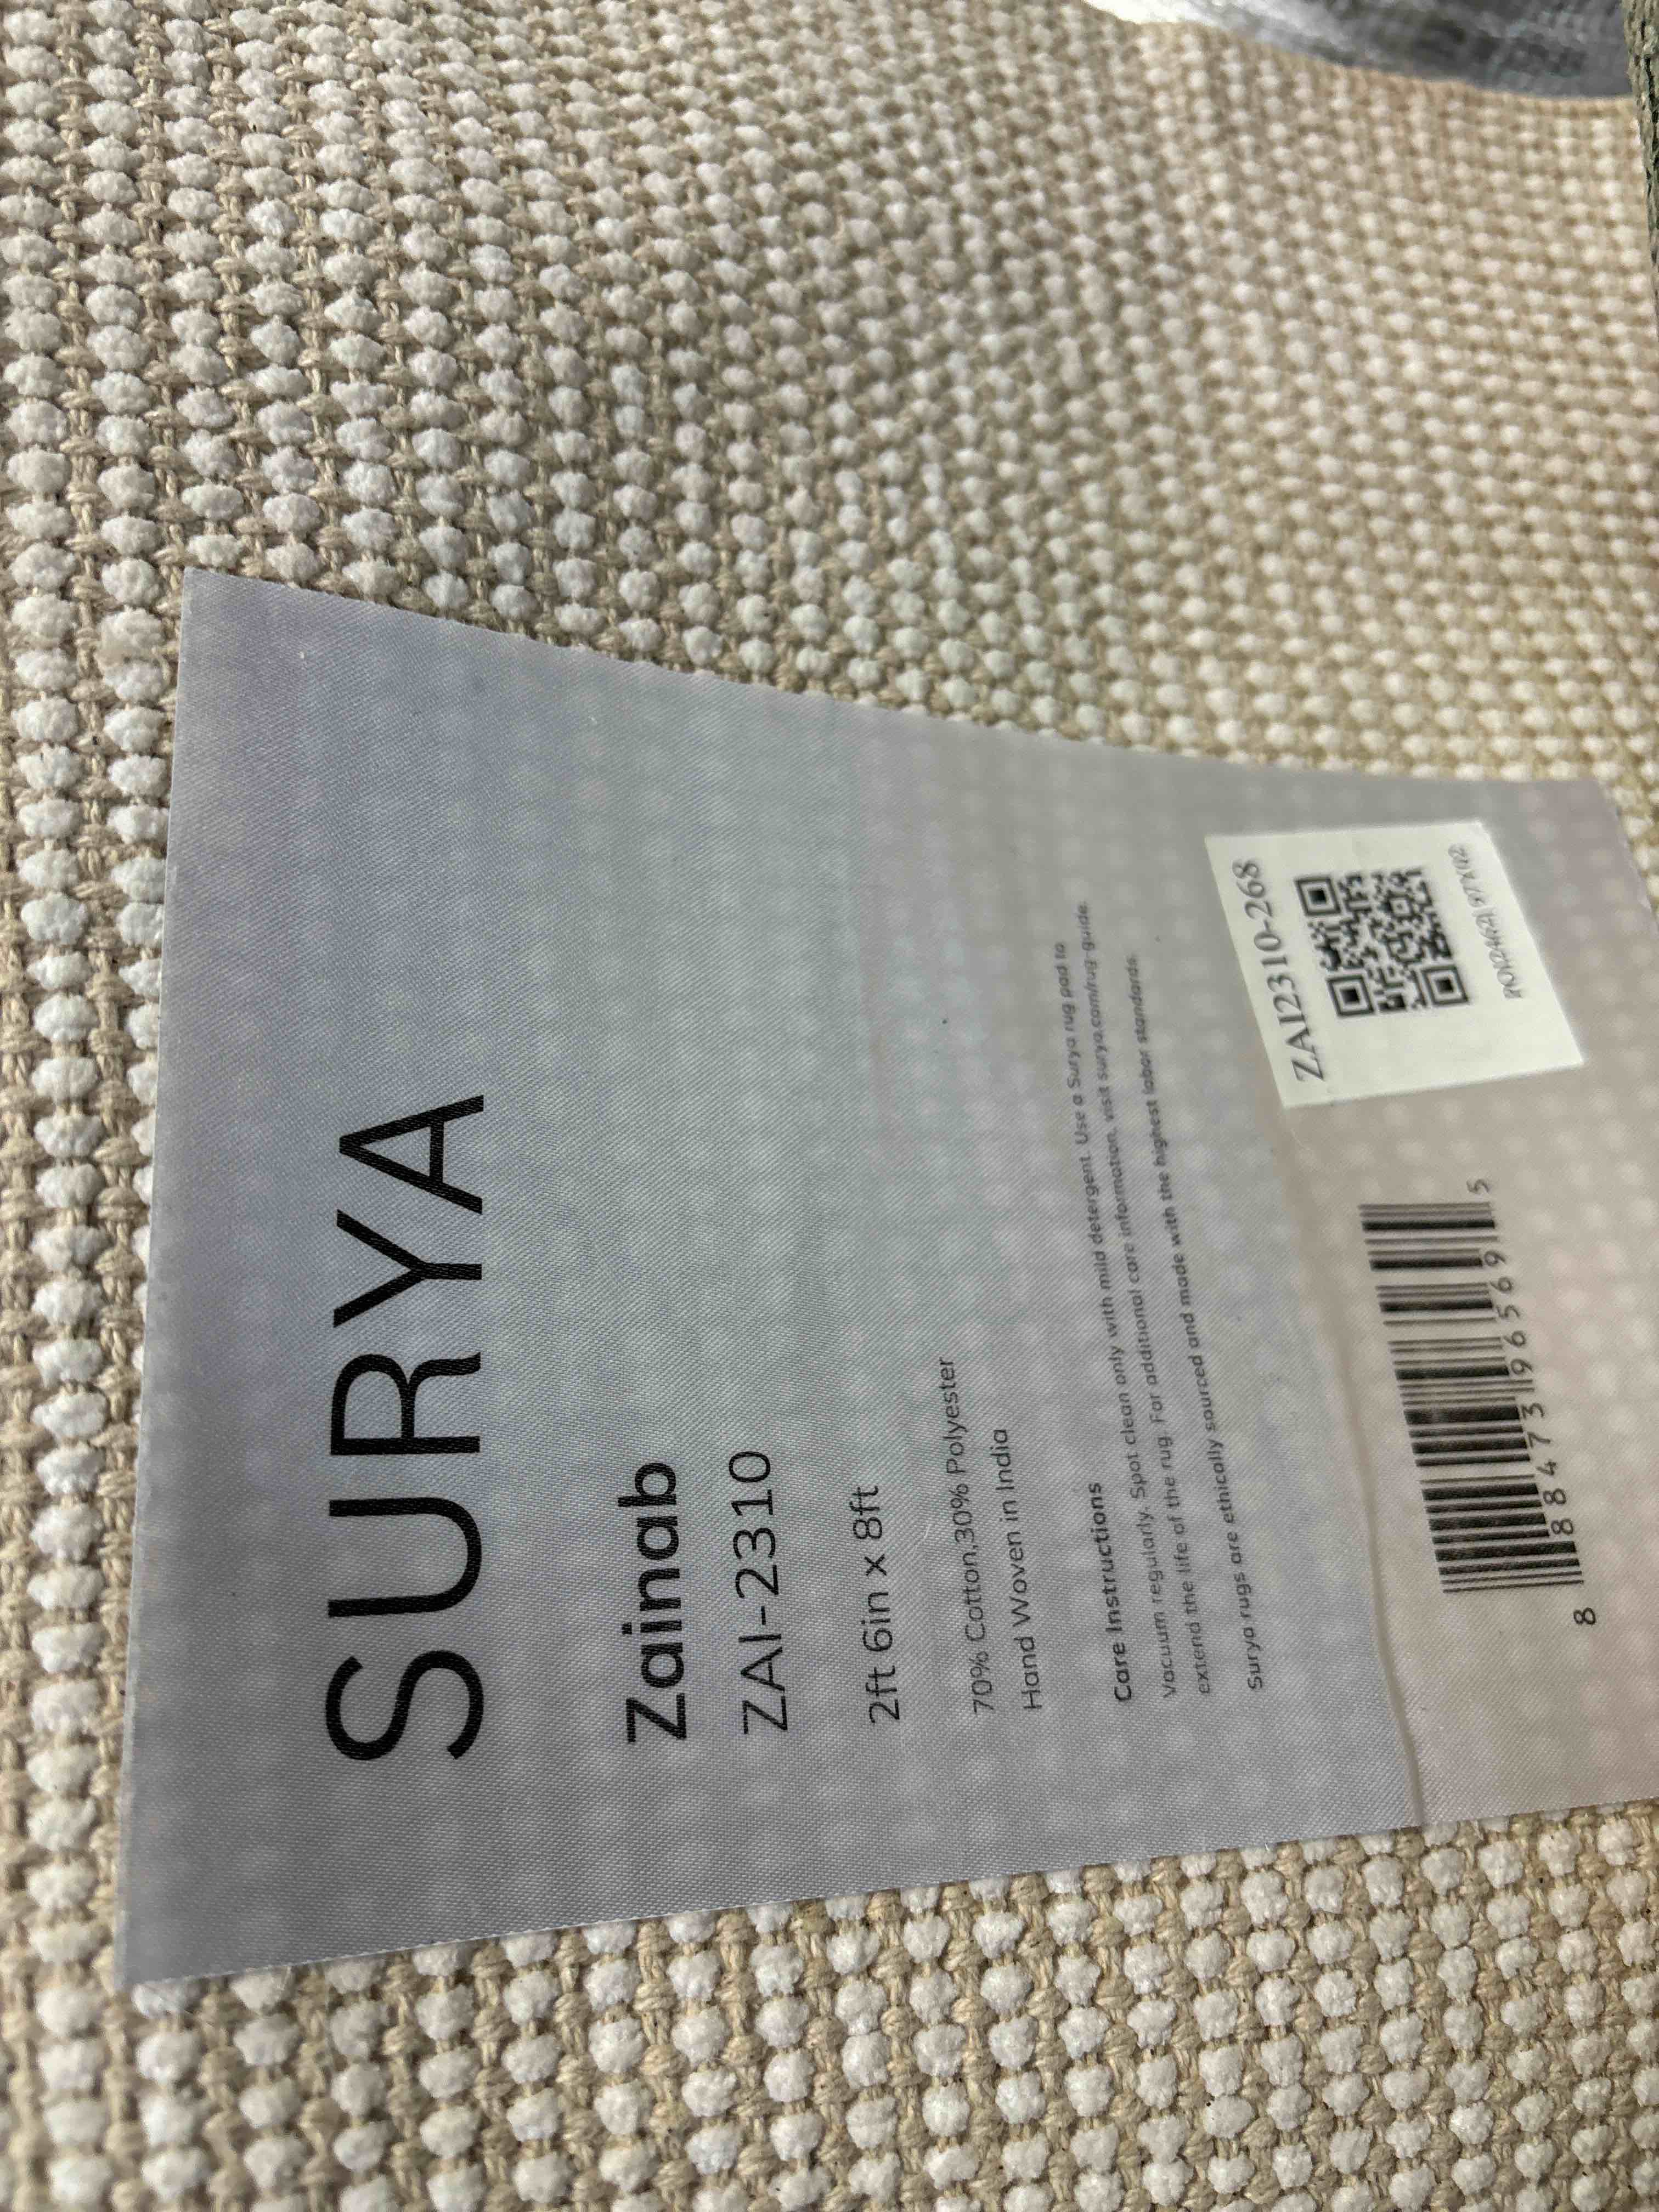 SURYA
Zainab
ZAI-2310
2ft 6in x 8ft
70% Cotton,30% Polyester
Hand Woven in India
Care Instructions
Vacuum regularly. Spot clean only with mild detergent. Use a Surya rug pad to
extend the life of the rug. For additional care information, visit surya.com/rug-guide.
Surya rugs are ethically sourced and made with the highest labor standards.
8 88473 96569 5
ZAI2310-268